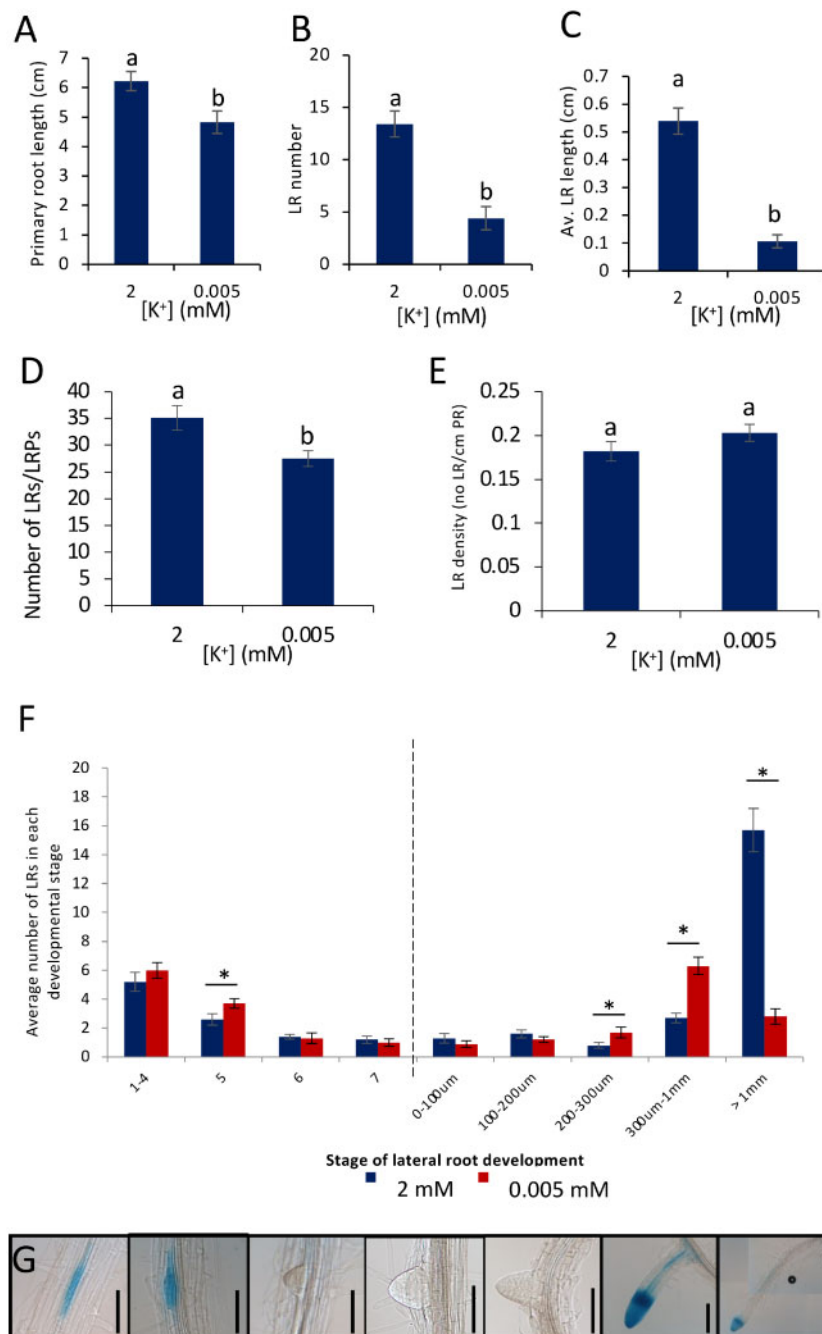 A
Primary root length (cm)
7
6
5
4
3
2
1
0
a
b
2
0.005
[K⁺] (mM)
B
LR number
20
15
10
5
0
a
b
2
0.005
[K⁺] (mM)
C
Av. LR length (cm)
0.7
0.6
0.5
0.4
0.3
0.2
0.1
0
a
b
2
0.005
[K⁺] (mM)
D
Number of LRs/LRPs
40
35
30
25
20
15
10
5
0
a
b
2
0.005
[K⁺] (mM)
E
LR density (no LR/cm PR)
0.25
0.2
0.15
0.1
0.05
0
a
a
2
0.005
[K⁺] (mM)
F
Average number of LRs in each
developmental stage
20
18
16
14
12
10
8
6
4
2
0
*
*
*
*
1-4
5
6
7
0-100um
100-200um
200-300um
300um-1mm
> 1mm
Stage of lateral root development
2 mM
0.005 mM
G